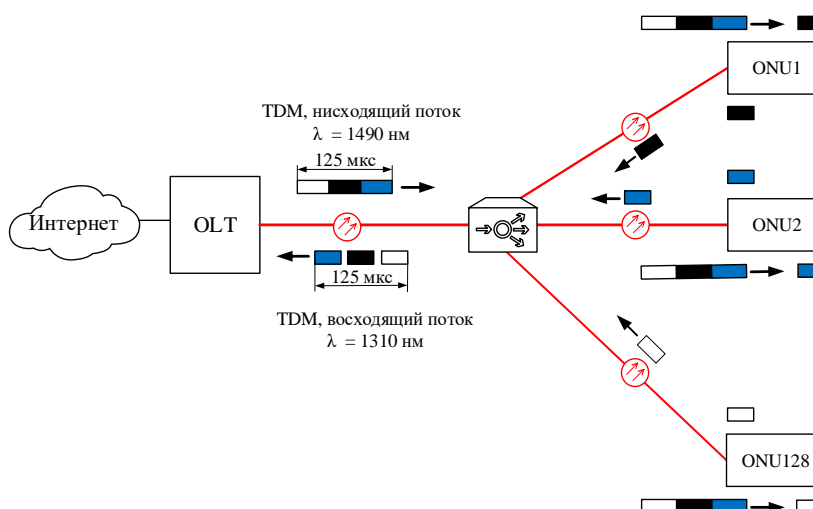 ONU1
TDM, нисходящий поток
λ = 1490 нм
125 мкс
Интернет
OLT
ONU2
125 мкс
TDM, восходящий поток
λ = 1310 нм
ONU128